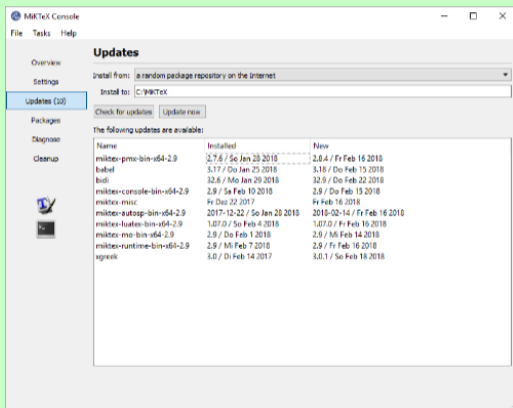 MiKTeX Console
File Tasks Help
Overview
Settings
Updates (10)
Packages
Diagnose
Cleanup
Updates
Install from: a random package repository on the Internet
Install to: C:\MiKTeX
Check for updates Update now
The following updates are available:
Name Installed New
miktex-pmx-bin-x64-2.9 2.7.6 / So Jan 28 2018 2.8.4 / Fr Feb 16 2018
babel 3.17 / Do Jan 25 2018 3.18 / Do Feb 15 2018
bidi 32.6 / Mo Jan 29 2018 32.9 / Do Feb 22 2018
miktex-console-bin-x64-2.9 2.9 / Sa Feb 10 2018 2.9 / Do Feb 15 2018
miktex-misc Fr Dez 22 2017 Fr Feb 16 2018
miktex-autosp-bin-x64-2.9 2017-12-22 / So Jan 28 2018 2018-02-14 / Fr Feb 16 2018
miktex-luatex-bin-x64-2.9 1.07.0 / So Feb 4 2018 1.07.0 / Fr Feb 16 2018
miktex-mo-bin-x64-2.9 2.9 / Do Feb 1 2018 2.9 / Mi Feb 14 2018
miktex-runtime-bin-x64-2.9 2.9 / Mi Feb 7 2018 2.9 / Fr Feb 16 2018
xgreek 3.0 / Di Feb 14 2017 3.0.1 / So Feb 18 2018